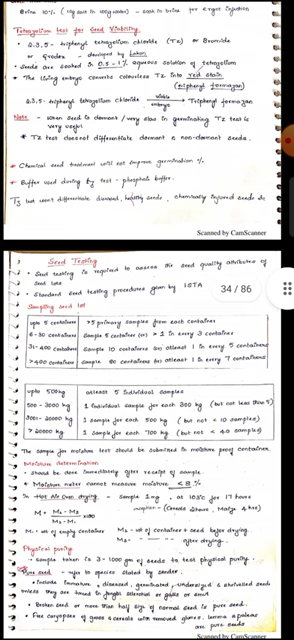 Brine 10% (10g salt in 100g water) - soak in brine for ergot infection
Tetrazolium test for Seed Viability.
• 2,3,5 - triphenyl tetrazolium chloride (Tz) or Bromide
or grodex - developed by Lakon.
• Seeds are soaked in 0.5 - 1% aqueous solution of tetrazolium
* The living embryo converts colourless Tz into red stain
(triphenyl formazan)
2.3.5 - triphenyl tetrazolium chloride viable embryo → Triphenyl formazan
Note - when seed is dormant / very slow in germinating Tz test is
very useful
* Tz test does not differentiate dormant & non-dormant seeds.
* Chemical seed treatment will not improve germination %
* Buffer used during Tz test - phosphate buffer.
Tz test won't differentiate diseased, healthy seeds, chemically injured seeds
Scanned by CamScanner
Seed Testing
• Seed testing is required to assess the seed quality attributes of
seed lots
• Standard seed testing procedures given by ISTA
34 / 86
Sampling seed lot
upto 5 containers 5 primary samples from each container
6-30 containers Sample 5 container (or) > 1 in every 3 containers
31-400 containers Sample 10 containers (or) atleast 1 in every 5 containers
>400 containers Sample 80 containers (or) atleast 1 in every 7 containers
upto 500kg atleast 5 individual samples
500 - 3000 kg 1 individual sample for each 300 kg (but not less than 5)
3001 - 20000 kg 1 sample for each 500 kg (but not < 10 samples)
> 20000 kg 1 sample for each 700 kg (but not < 40 samples)
The sample for moisture test should be submitted in moisture proof container.
Moisture determination
• should be done immediately after receipt of sample.
* Moisture meter cannot measure moisture < 8%
in Hot Air Oven drying - sample 2mg, at 103°C for 17 hours
M = M2 - M3 / M2 - M1 x 100
M1 - wt of empty container M2 - wt of container + seed before drying
M3 - — — after drying.
Physical purity
• Sample taken is 3 - 1000 gm of seeds to test physical purity.
Pure seed - refers to species stated by sender.
• include immature, diseased, germinated, undersized & shrivelled seeds
unless they are turned in fungal sclerotia or galls or smut
• Broken seed or more than half size of normal seed is pure seed.
• Free caryopses of grass & cereals with removed glumes, lemma & paleas
are pure seeds
Scanned by CamScanner